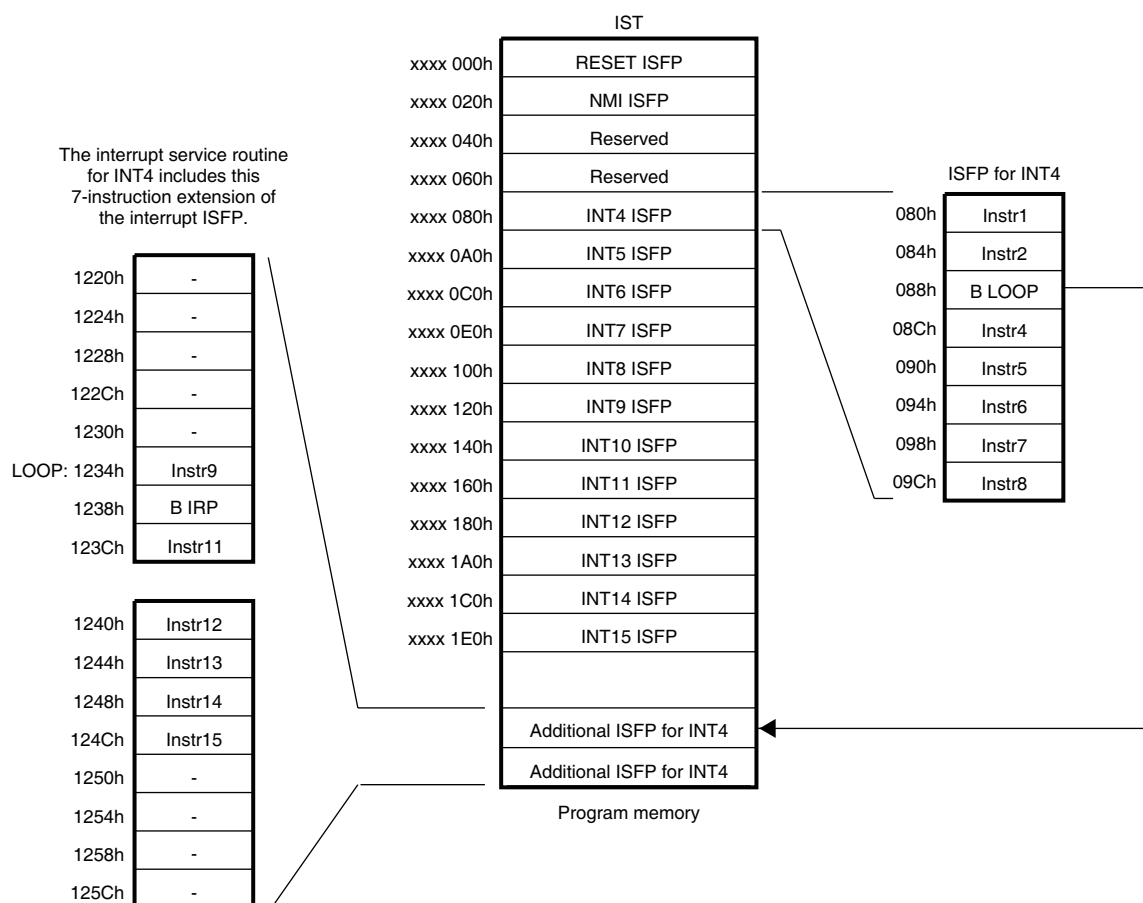 IST
xxxx 000h RESET ISFP
xxxx 020h NMI ISFP
xxxx 040h Reserved
xxxx 060h Reserved
xxxx 080h INT4 ISFP
xxxx 0A0h INT5 ISFP
xxxx 0C0h INT6 ISFP
xxxx 0E0h INT7 ISFP
xxxx 100h INT8 ISFP
xxxx 120h INT9 ISFP
xxxx 140h INT10 ISFP
xxxx 160h INT11 ISFP
xxxx 180h INT12 ISFP
xxxx 1A0h INT13 ISFP
xxxx 1C0h INT14 ISFP
xxxx 1E0h INT15 ISFP
Additional ISFP for INT4
Additional ISFP for INT4
Program memory
The interrupt service routine
for INT4 includes this
7-instruction extension of
the interrupt ISFP.
1220h -
1224h -
1228h -
122Ch -
1230h -
LOOP: 1234h Instr9
1238h B IRP
123Ch Instr11
1240h Instr12
1244h Instr13
1248h Instr14
124Ch Instr15
1250h -
1254h -
1258h -
125Ch -
ISFP for INT4
080h Instr1
084h Instr2
088h B LOOP
08Ch Instr4
090h Instr5
094h Instr6
098h Instr7
09Ch Instr8